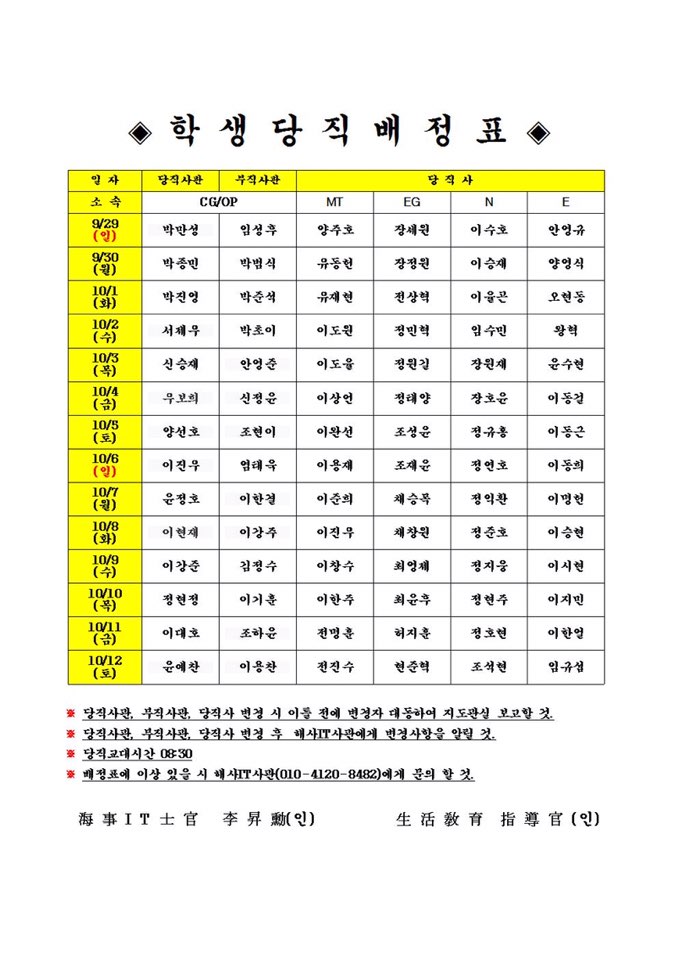 ◈ 학 생 당 직 배 정 표 ◈
일 자 당직사관 부직사관 당 직 사
소 속 CG/OP MT EG N E
9/29 (일) 박만성 임성후 양주호 장세원 이수호 안영규
9/30 (월) 박종민 박범식 유동헌 장정원 이승재 양영식
10/1 (화) 박진영 박준석 유재현 전상혁 이율곤 오현동
10/2 (수) 서제우 박초이 이도원 정민혁 임수민 왕혁
10/3 (목) 신승재 안영준 이도율 정원길 장원재 윤수현
10/4 (금) 우보희 신정윤 이상언 정태양 장호윤 이동걸
10/5 (토) 양선호 조현이 이완선 조성윤 정규홍 이동근
10/6 (일) 이진우 엄태욱 이용재 조재윤 정연호 이동희
10/7 (월) 윤정호 이한결 이준희 채승목 정익환 이명헌
10/8 (화) 이현재 이강주 이진우 채창원 정준호 이승현
10/9 (수) 이강준 김정수 이창수 최영제 정지웅 이시현
10/10 (목) 정현정 이기훈 이한주 최윤후 정현주 이지민
10/11 (금) 이대호 조하윤 전명훈 허지훈 정호현 이한얼
10/12 (토) 윤예찬 이용찬 전진수 현준혁 조석현 임규섭
※ 당직사관, 부직사관, 당직사 변경 시 이틀 전에 변경자 대동하여 지도관실 보고할 것.
※ 당직사관, 부직사관, 당직사 변경 후 해사IT사관에게 변경사항을 알릴 것.
※ 당직교대시간 08:30
※ 배정표에 이상 있을 시 해사IT사관(010-4120-8482)에게 문의 할 것.
海 事 I T 士 官 李 昇 勳(인) 生 活 敎 育 指 導 官 (인)